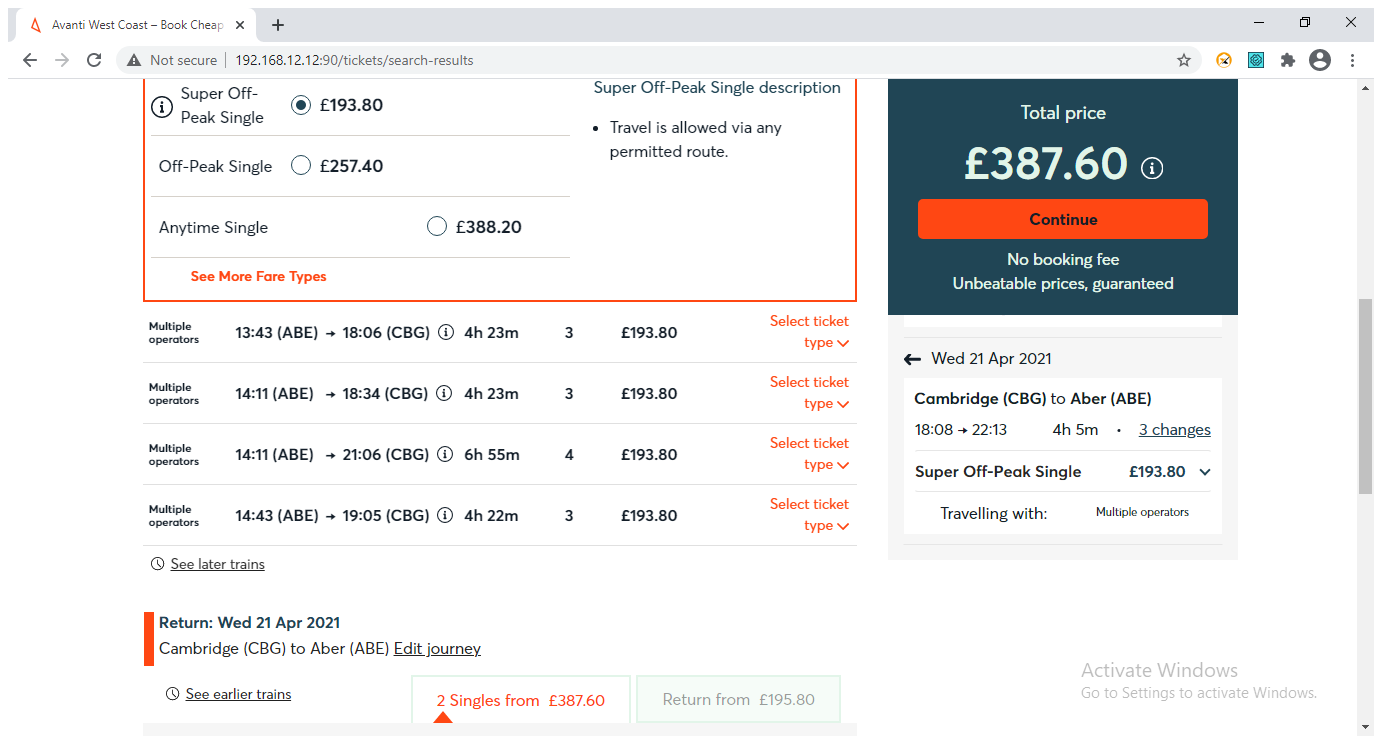 Avanti West Coast – Book Cheap
Not secure | 192.168.12.12:90/tickets/search-results
Super Off-
Peak Single
£193.80
Off-Peak Single £257.40
Anytime Single £388.20
See More Fare Types
Super Off-Peak Single description
• Travel is allowed via any
permitted route.
Multiple
operators
13:43 (ABE) → 18:06 (CBG) 4h 23m 3 £193.80
Select ticket
type
Multiple
operators
14:11 (ABE) → 18:34 (CBG) 4h 23m 3 £193.80
Select ticket
type
Multiple
operators
14:11 (ABE) → 21:06 (CBG) 6h 55m 4 £193.80
Select ticket
type
Multiple
operators
14:43 (ABE) → 19:05 (CBG) 4h 22m 3 £193.80
Select ticket
type
See later trains
Return: Wed 21 Apr 2021
Cambridge (CBG) to Aber (ABE) Edit journey
See earlier trains
2 Singles from £387.60
Return from £195.80
Total price
£387.60
Continue
No booking fee
Unbeatable prices, guaranteed
← Wed 21 Apr 2021
Cambridge (CBG) to Aber (ABE)
18:08 → 22:13 4h 5m · 3 changes
Super Off-Peak Single £193.80
Travelling with: Multiple operators
Activate Windows
Go to Settings to activate Windows.